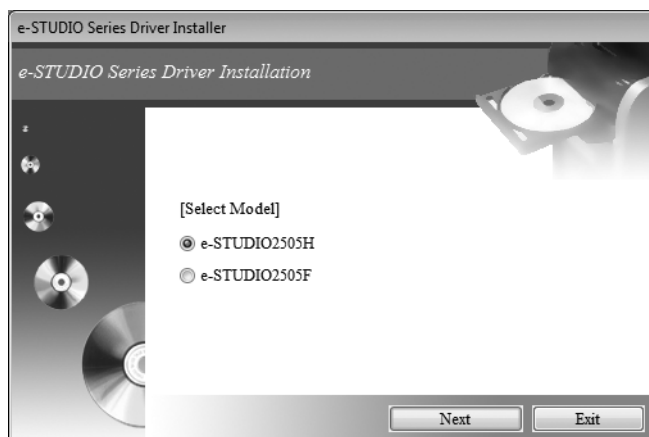 e-STUDIO Series Driver Installer
e-STUDIO Series Driver Installation
[Select Model]
e-STUDIO2505H
e-STUDIO2505F
Next
Exit